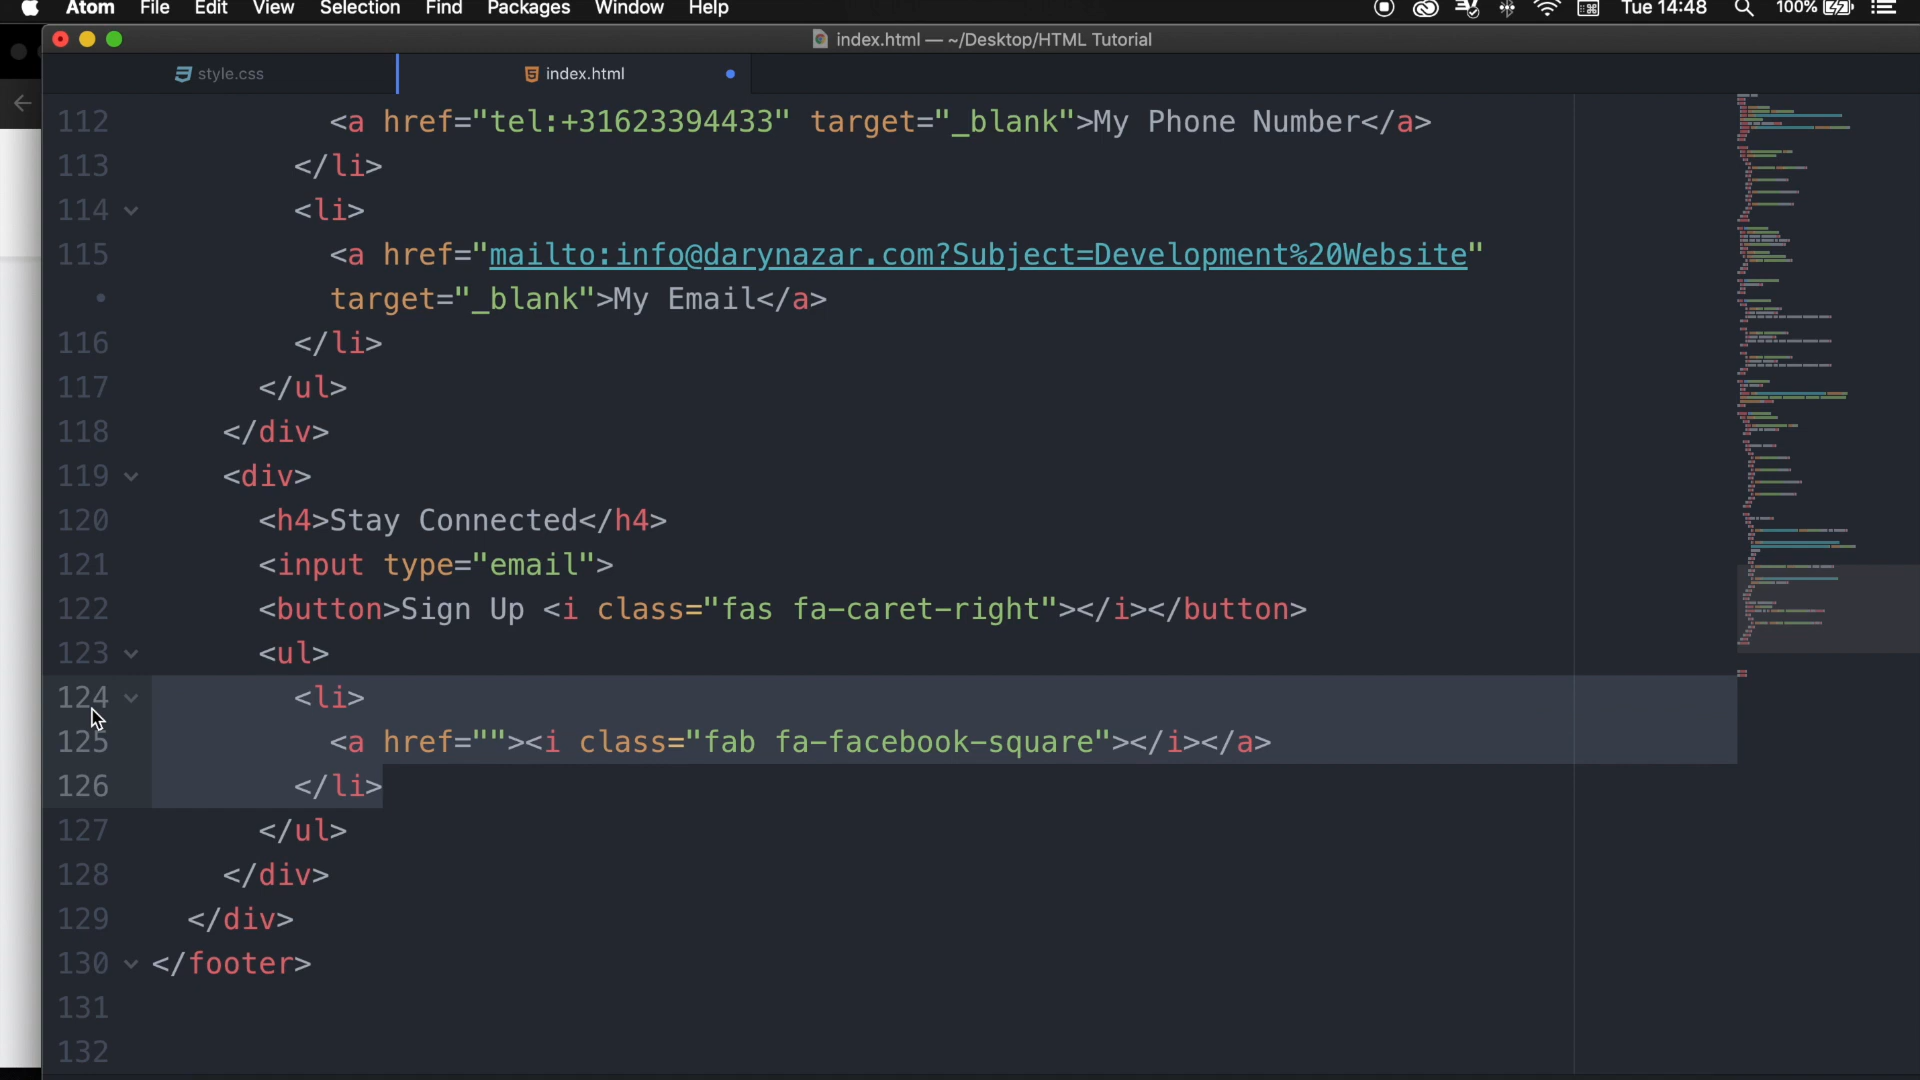 Atom File Edit View Selection Find Packages Window Help Tue 14:48 100%
index.html — ~/Desktop/HTML Tutorial
style.css index.html
112 <a href="tel:+31623394433" target="_blank">My Phone Number</a>
113 </li>
114 <li>
115 <a href="mailto:info@darynazar.com?Subject=Development%20Website"
• target="_blank">My Email</a>
116 </li>
117 </ul>
118 </div>
119 <div>
120 <h4>Stay Connected</h4>
121 <input type="email">
122 <button>Sign Up <i class="fas fa-caret-right"></i></button>
123 <ul>
124 <li>
125 <a href=""><i class="fab fa-facebook-square"></i></a>
126 </li>
127 </ul>
128 </div>
129 </div>
130 </footer>
131
132